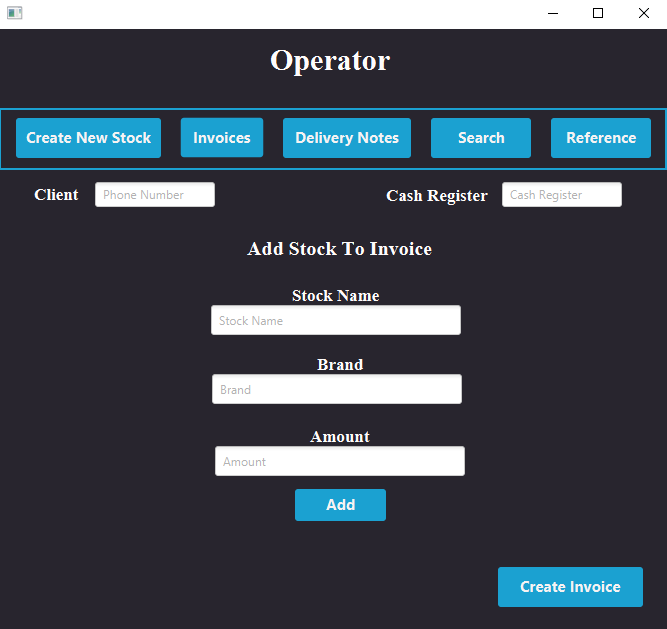 Operator
Create New Stock Invoices Delivery Notes Search Reference
Client Phone Number Cash Register Cash Register
Add Stock To Invoice
Stock Name
Stock Name
Brand
Brand
Amount
Amount
Add
Create Invoice